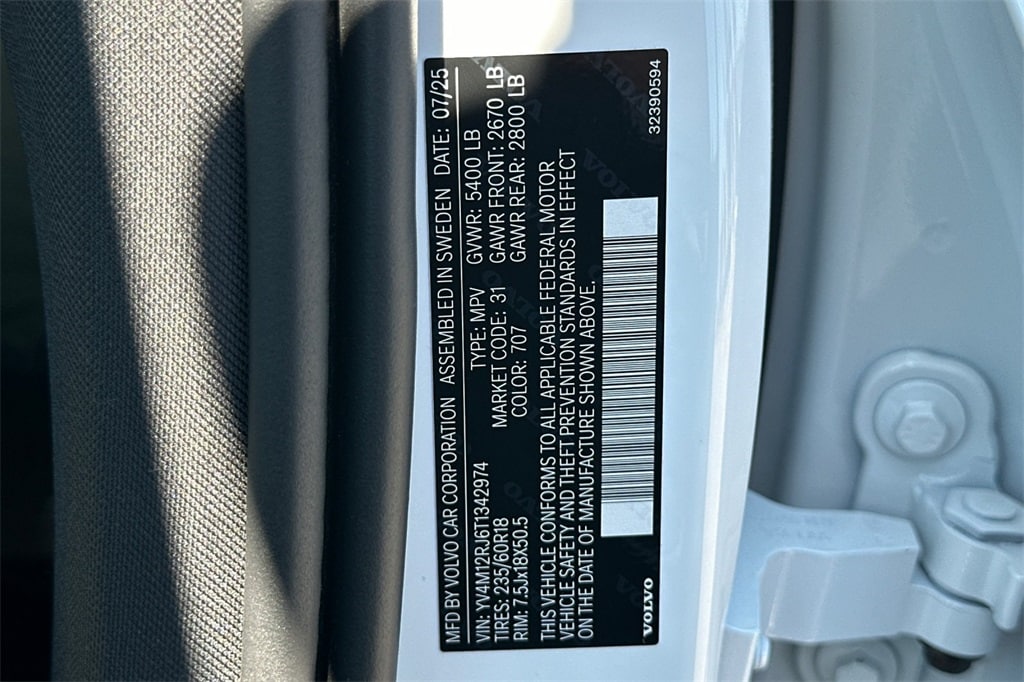 MFD BY VOLVO CAR CORPORATION ASSEMBLED IN SWEDEN DATE: 07/25
VIN: YV4M12RJ6T1342974 TYPE: MPV GVWR: 5400 LB
TIRES: 235/60R18 MARKET CODE: 31 GAWR FRONT: 2670 LB
RIM: 7.5Jx18X50.5 COLOR: 707 GAWR REAR: 2800 LB
THIS VEHICLE CONFORMS TO ALL APPLICABLE FEDERAL MOTOR
VEHICLE SAFETY AND THEFT PREVENTION STANDARDS IN EFFECT
ON THE DATE OF MANUFACTURE SHOWN ABOVE.
VOLVO 32390594